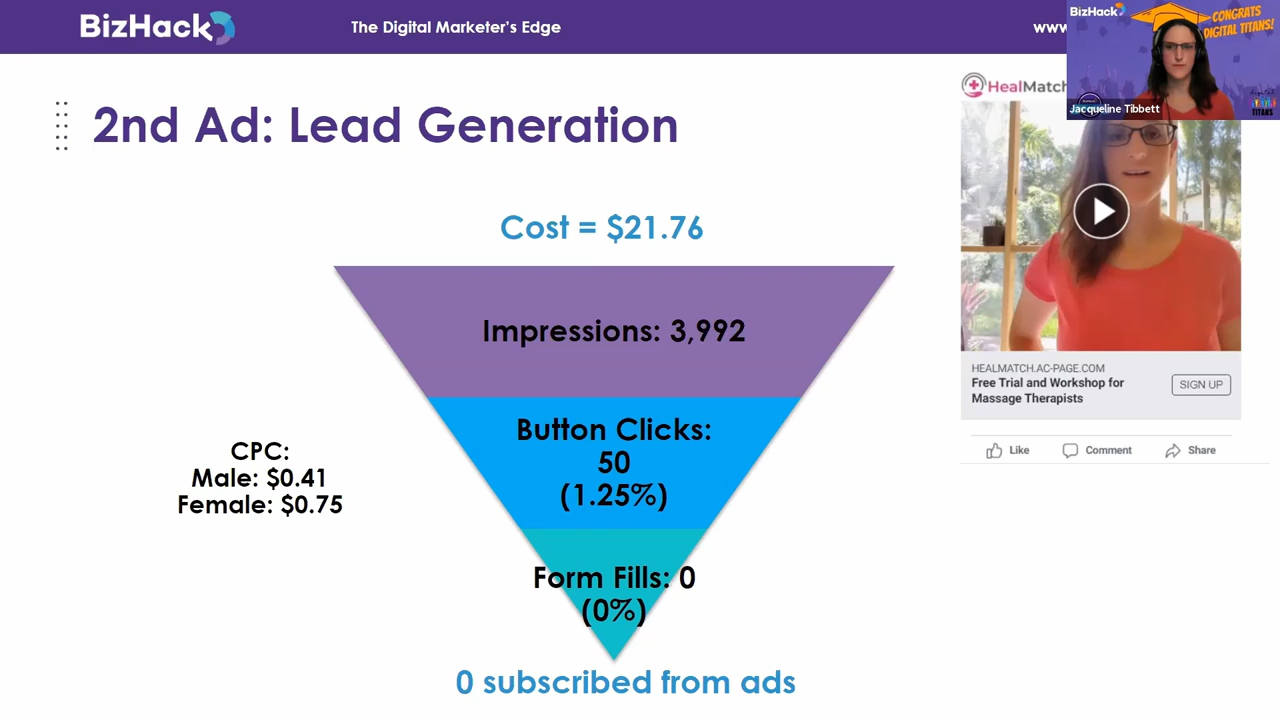 BizHack
The Digital Marketer's Edge
www
BizHack
CONGRATS
DIGITAL TITANS!
Jacqueline Tibbett
digital
TITANS
2nd Ad: Lead Generation
HealMatch
Cost = $21.76
Impressions: 3,992
Button Clicks:
50
(1.25%)
CPC:
Male: $0.41
Female: $0.75
Form Fills: 0
(0%)
0 subscribed from ads
HEALMATCH.AC-PAGE.COM
Free Trial and Workshop for
Massage Therapists
SIGN UP
Like
Comment
Share